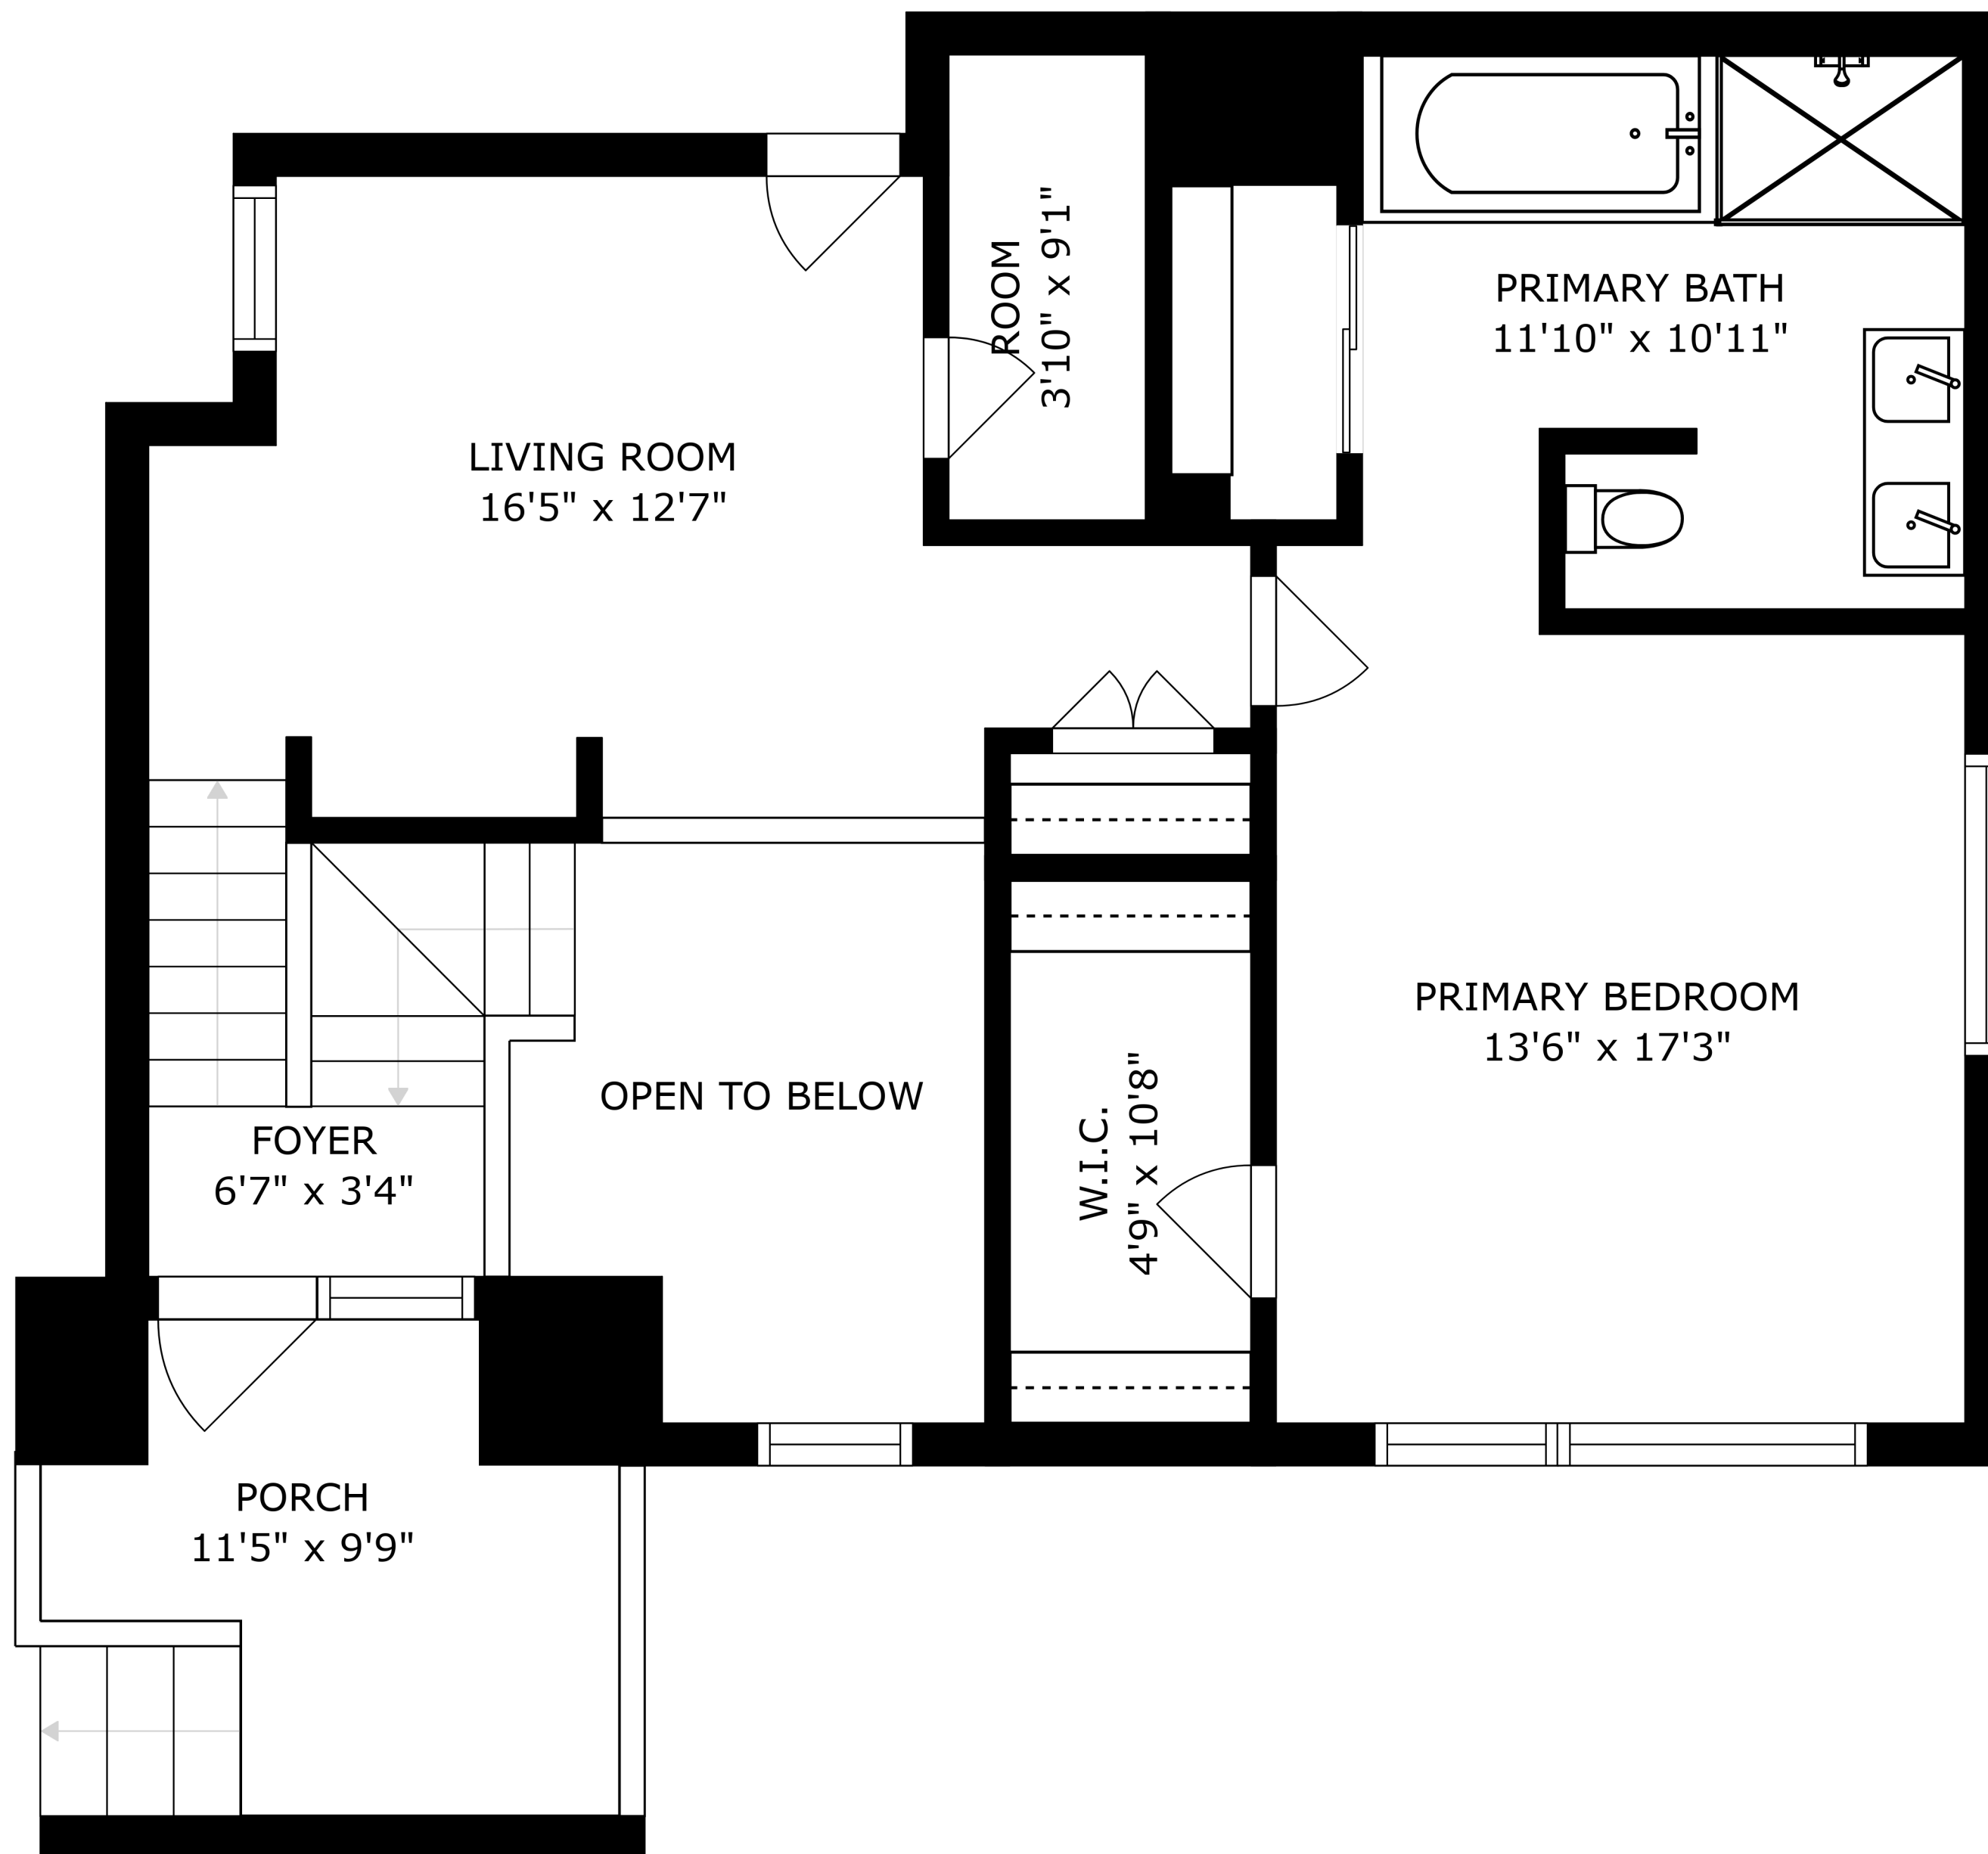 ROOM
3'10" x 9'1"
PRIMARY BATH
11'10" x 10'11"
LIVING ROOM
16'5" x 12'7"
PRIMARY BEDROOM
13'6" x 17'3"
OPEN TO BELOW
W.I.C.
4'9" x 10'8"
FOYER
6'7" x 3'4"
PORCH
11'5" x 9'9"